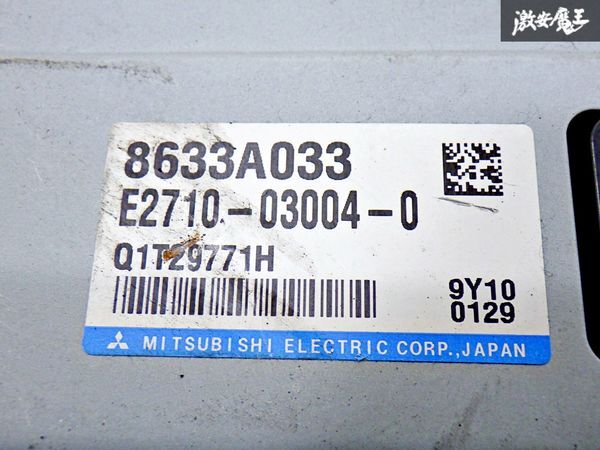 激安魔王
8633A033
E2710-03004-0
Q1T29771H
9Y10
0129
MITSUBISHI ELECTRIC CORP.,JAPAN